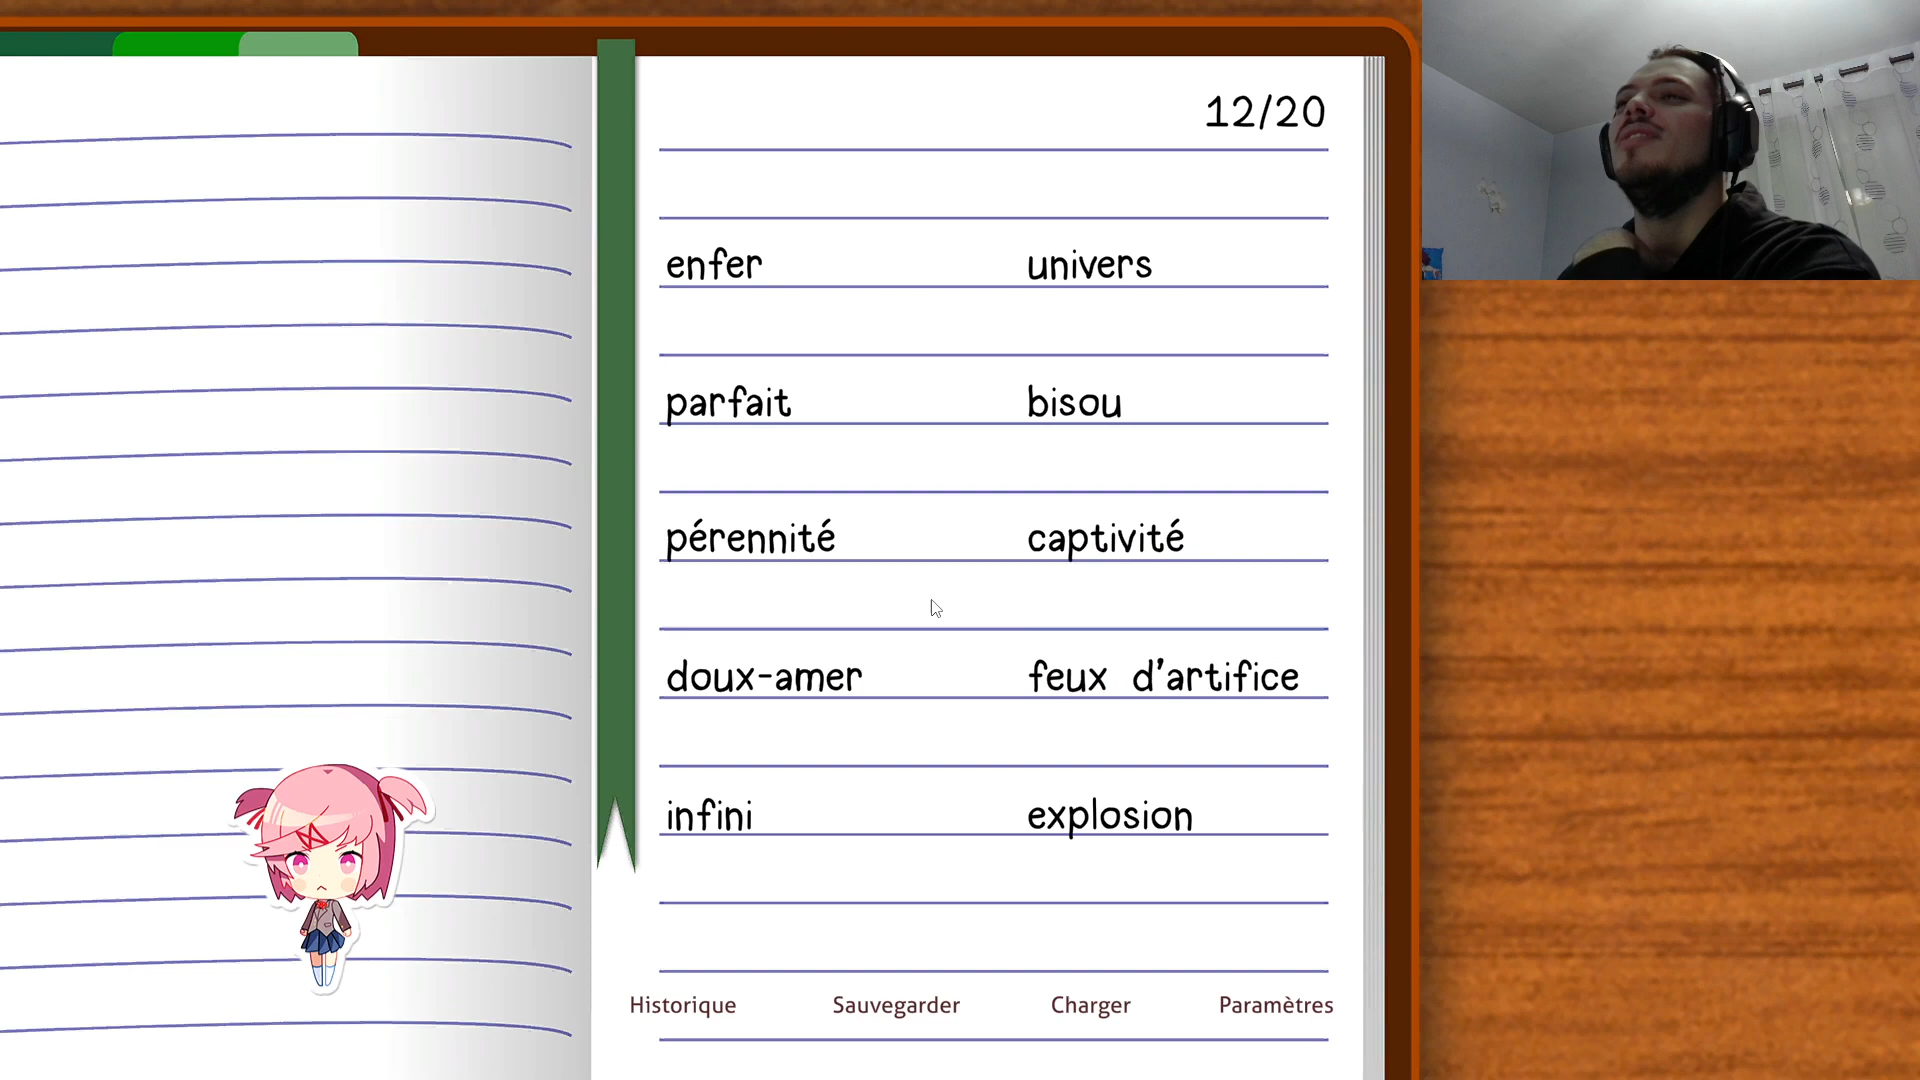 12/20
enfer univers
parfait bisou
pérennité captivité
doux-amer feux d'artifice
infini explosion
Historique Sauvegarder Charger Paramètres